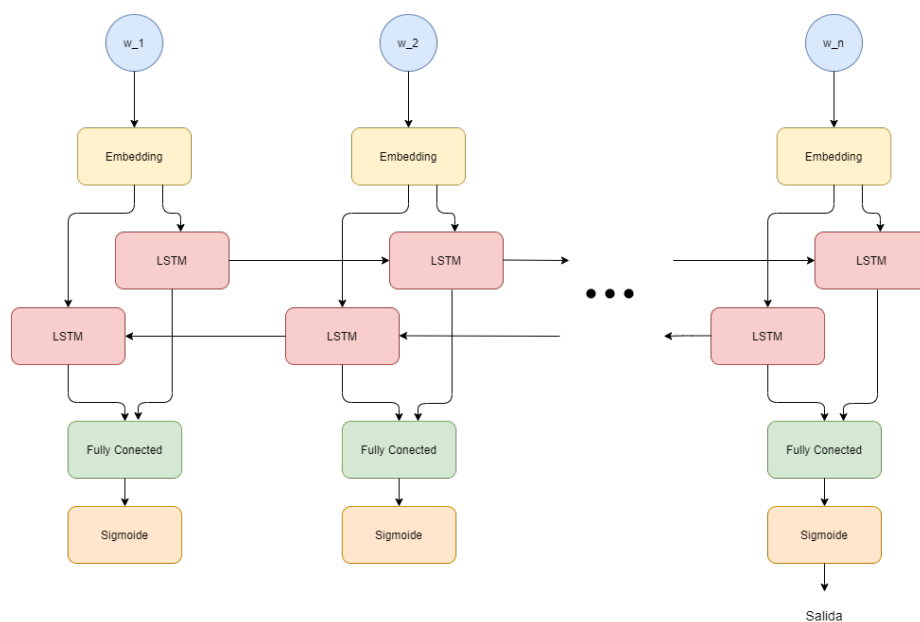 w_1
w_2
w_n
Embedding
Embedding
Embedding
LSTM
LSTM
LSTM
LSTM
LSTM
LSTM
Fully Conected
Fully Conected
Fully Conected
Sigmoide
Sigmoide
Sigmoide
Salida